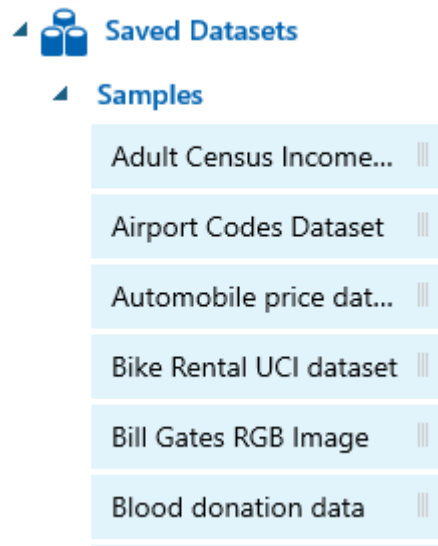 Saved Datasets
Samples
Adult Census Income...
Airport Codes Dataset
Automobile price dat...
Bike Rental UCI dataset
Bill Gates RGB Image
Blood donation data